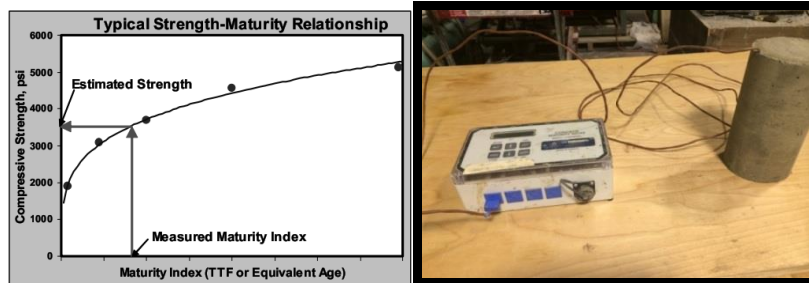 Typical Strength-Maturity Relationship
6000
5000
4000
3000
2000
1000
0
Compressive Strength, psi
Estimated Strength
Measured Maturity Index
Maturity Index (TTF or Equivalent Age)